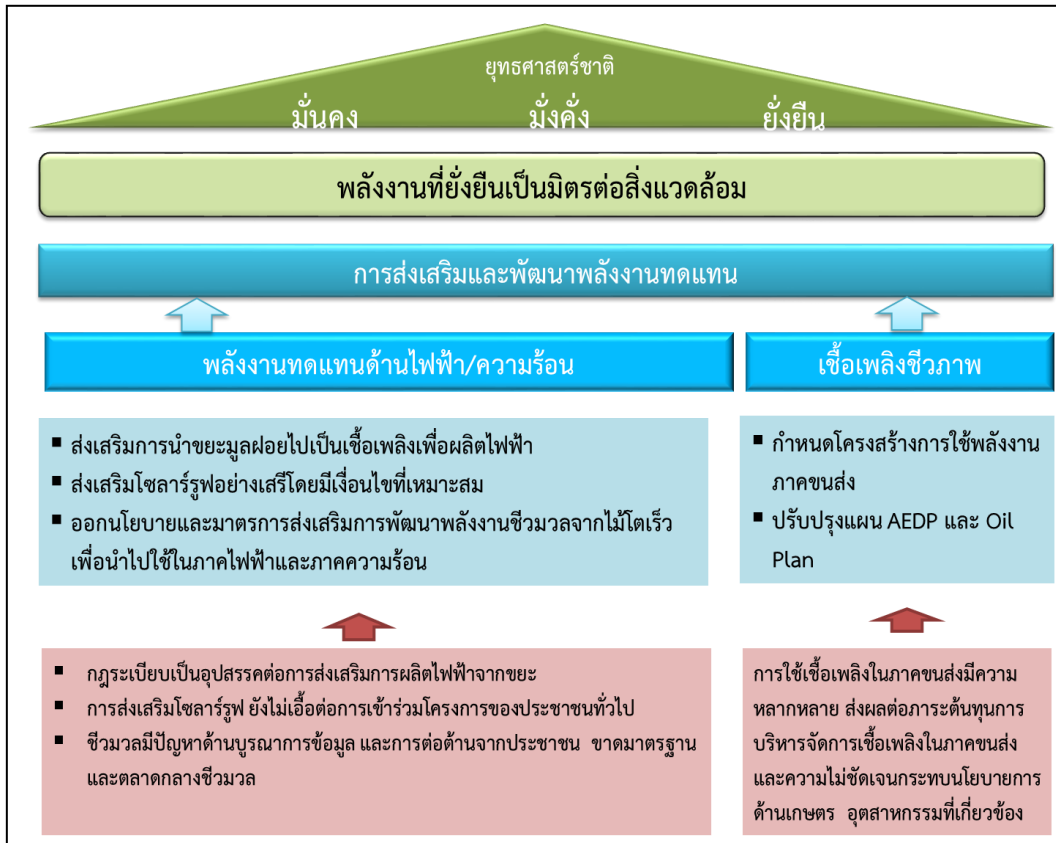 ยุทธศาสตร์ชาติ
มั่นคง มั่งคั่ง ยั่งยืน
พลังงานที่ยั่งยืนเป็นมิตรต่อสิ่งแวดล้อม
การส่งเสริมและพัฒนาพลังงานทดแทน
พลังงานทดแทนด้านไฟฟ้า/ความร้อน
▪ ส่งเสริมการนำขยะมูลฝอยไปเป็นเชื้อเพลิงเพื่อผลิตไฟฟ้า
▪ ส่งเสริมโซลาร์รูฟอย่างเสรีโดยมีเงื่อนไขที่เหมาะสม
▪ ออกนโยบายและมาตรการส่งเสริมการพัฒนาพลังงานชีวมวลจากไม้โตเร็ว
เพื่อนำไปใช้ในภาคไฟฟ้าและภาคความร้อน
▪ กฎระเบียบเป็นอุปสรรคต่อการส่งเสริมการผลิตไฟฟ้าจากขยะ
▪ การส่งเสริมโซลาร์รูฟ ยังไม่เอื้อต่อการเข้าร่วมโครงการของประชาชนทั่วไป
▪ ชีวมวลมีปัญหาด้านบูรณาการข้อมูล และการต่อต้านจากประชาชน ขาดมาตรฐาน
และตลาดกลางชีวมวล
เชื้อเพลิงชีวภาพ
▪ กำหนดโครงสร้างการใช้พลังงาน
ภาคขนส่ง
▪ ปรับปรุงแผน AEDP และ Oil
Plan
การใช้เชื้อเพลิงในภาคขนส่งมีความ
หลากหลาย ส่งผลต่อภาระต้นทุนการ
บริหารจัดการเชื้อเพลิงในภาคขนส่ง
และความไม่ชัดเจนกระทบนโยบายการ
ด้านเกษตร อุตสาหกรรมที่เกี่ยวข้อง